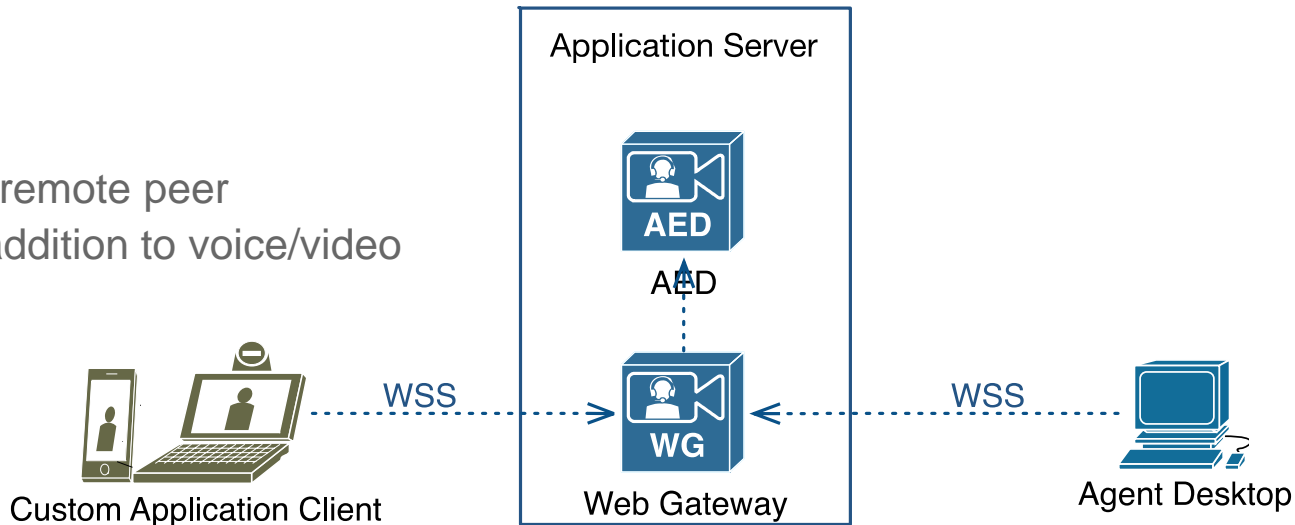 Application Server
remote peer
addition to voice/video
AED
AED
WSS
WSS
WG
Custom Application Client
Web Gateway
Agent Desktop